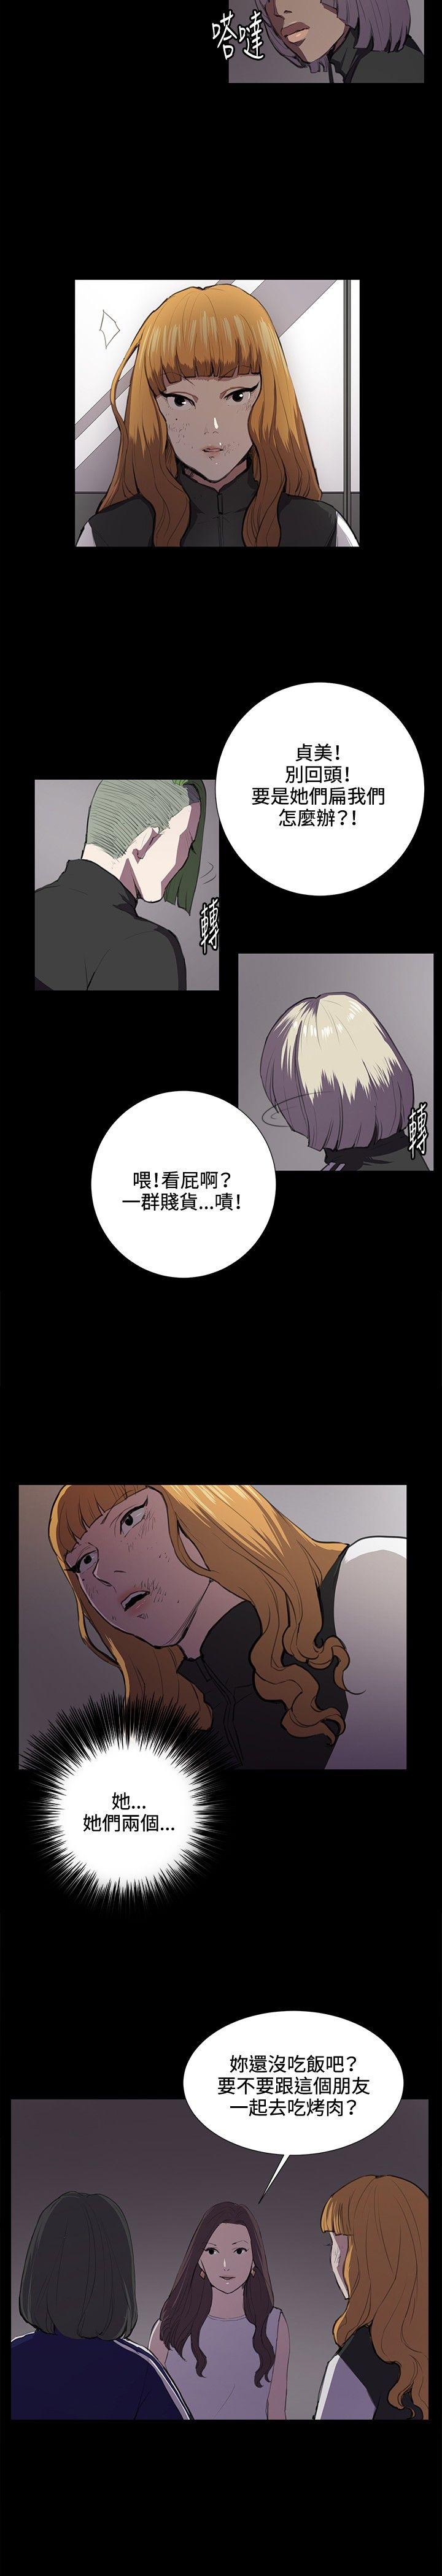 嗒噠
貞美！
別回頭！
要是她們扁我們
怎麼辦？！
轉
轉
喂！看屁啊？
一群賤貨…嘖！
她…
她們兩個…
妳還沒吃飯吧？
要不要跟這個朋友
一起去吃烤肉？